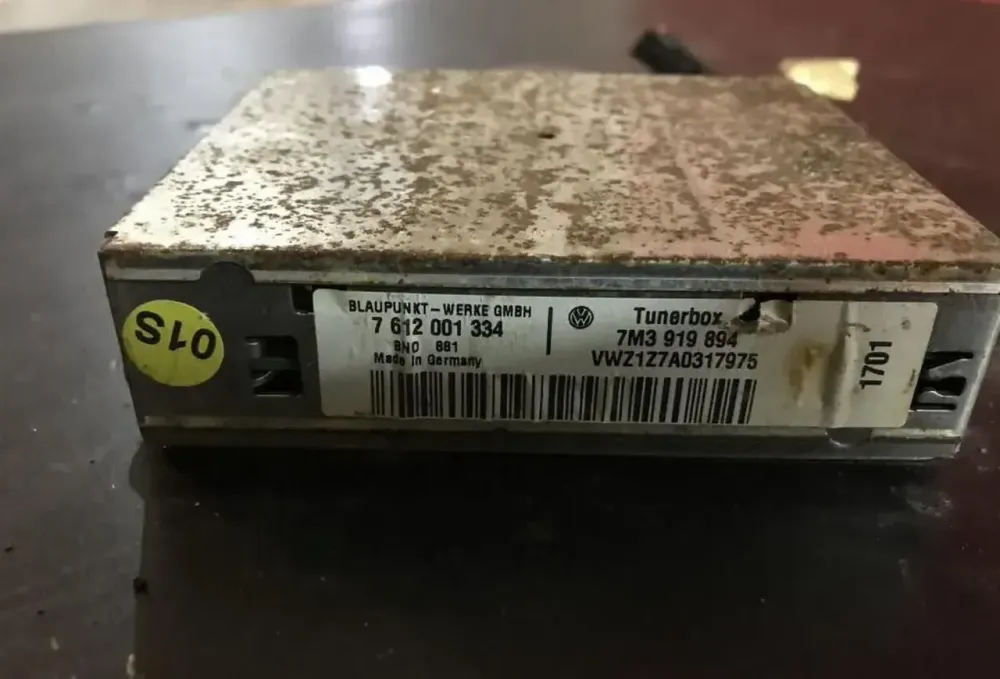 01S
BLAUPUNKT-WERKE GMBH
7 612 001 334
BNO 881
Made in Germany
Tunerbox
7M3 919 894
VWZ1Z7A0317975
1701